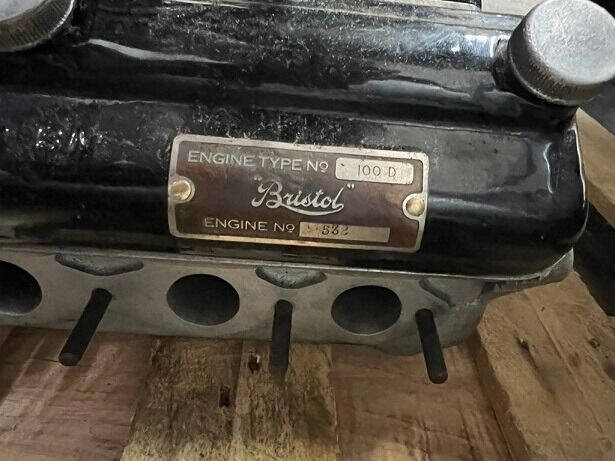 ENGINE TYPE Nº 100 D
"Bristol"
ENGINE Nº